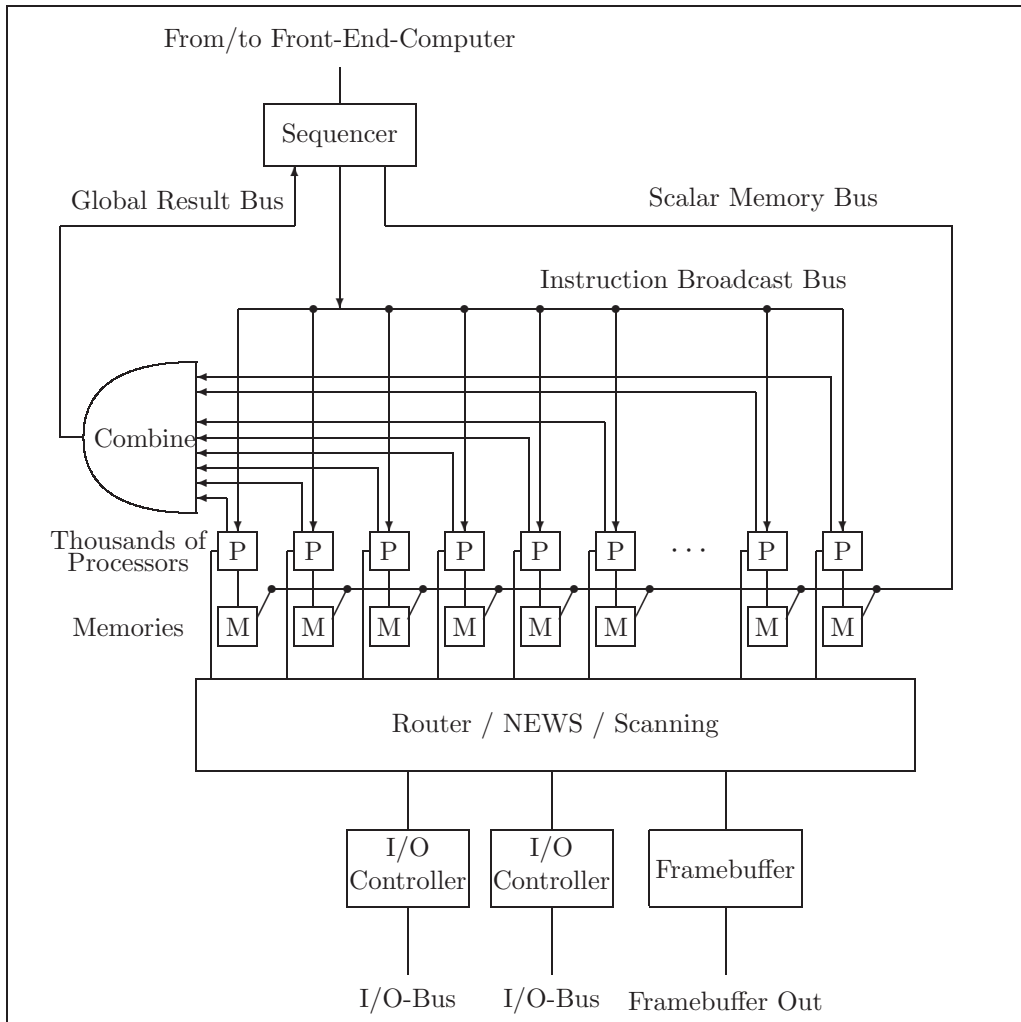 From/to Front-End-Computer
Sequencer
Global Result Bus
Scalar Memory Bus
Instruction Broadcast Bus
Combine
Thousands of
Processors
P P P P P P . . . P P
Memories
M M M M M M M M
Router / NEWS / Scanning
I/O
Controller
I/O
Controller
Framebuffer
I/O-Bus
I/O-Bus
Framebuffer Out